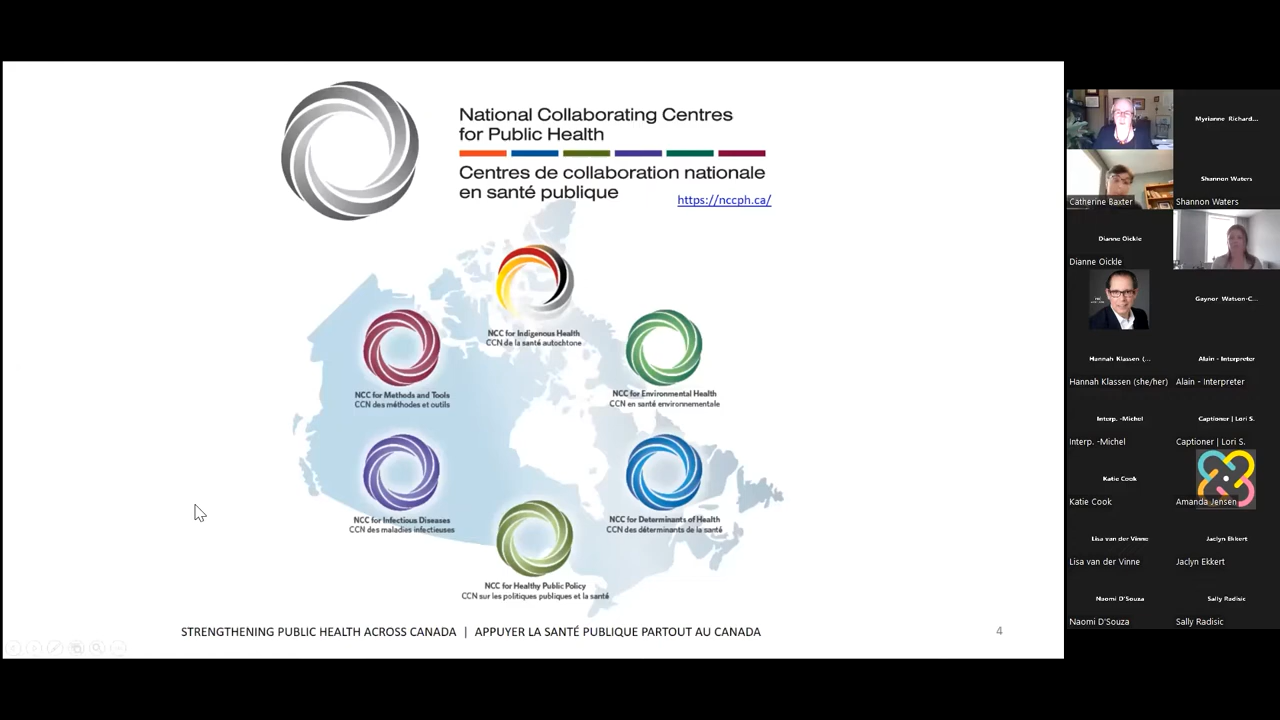 National Collaborating Centres
for Public Health
Centres de collaboration nationale
en santé publique
https://nccph.ca/
NCC for Indigenous Health
CCN de la santé autochtone
NCC for Methods and Tools
CCN des méthodes et outils
NCC for Environmental Health
CCN en santé environnementale
NCC for Infectious Diseases
CCN des maladies infectieuses
NCC for Determinants of Health
CCN des déterminants de la santé
NCC for Healthy Public Policy
CCN sur les politiques publiques et la santé
STRENGTHENING PUBLIC HEALTH ACROSS CANADA | APPUYER LA SANTÉ PUBLIQUE PARTOUT AU CANADA
4
Myrianne Richard...
Catherine Baxter
Shannon Waters
Shannon Waters
Dianne Oickle
Dianne Oickle
Gaynor Watson-C...
Hannah Klassen (...
Hannah Klassen (she/her)
Alain - Interpreter
Alain - Interpreter
Interp. -Michel
Interp. -Michel
Captioner | Lori S.
Captioner | Lori S.
Katie Cook
Katie Cook
Amanda Jensen
Lisa van der Vinne
Lisa van der Vinne
Jaclyn Ekkert
Jaclyn Ekkert
Naomi D'Souza
Naomi D'Souza
Sally Radisic
Sally Radisic